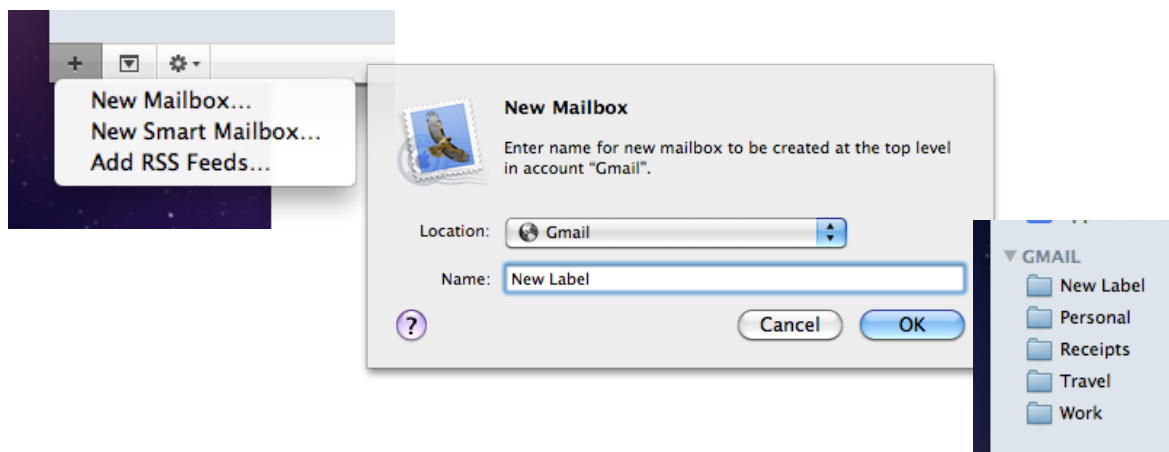 +
New Mailbox...
New Smart Mailbox...
Add RSS Feeds...
New Mailbox
Enter name for new mailbox to be created at the top level
in account “Gmail”.
Location: Gmail
Name: New Label
? Cancel OK
GMAIL
New Label
Personal
Receipts
Travel
Work